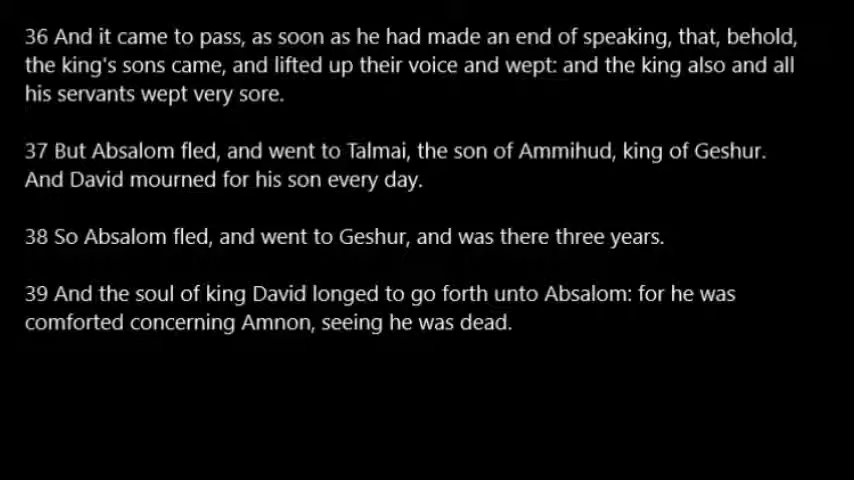 36 And it came to pass, as soon as he had made an end of speaking, that, behold,
the king's sons came, and lifted up their voice and wept: and the king also and all
his servants wept very sore.
37 But Absalom fled, and went to Talmai, the son of Ammihud, king of Geshur.
And David mourned for his son every day.
38 So Absalom fled, and went to Geshur, and was there three years.
39 And the soul of king David longed to go forth unto Absalom: for he was
comforted concerning Amnon, seeing he was dead.